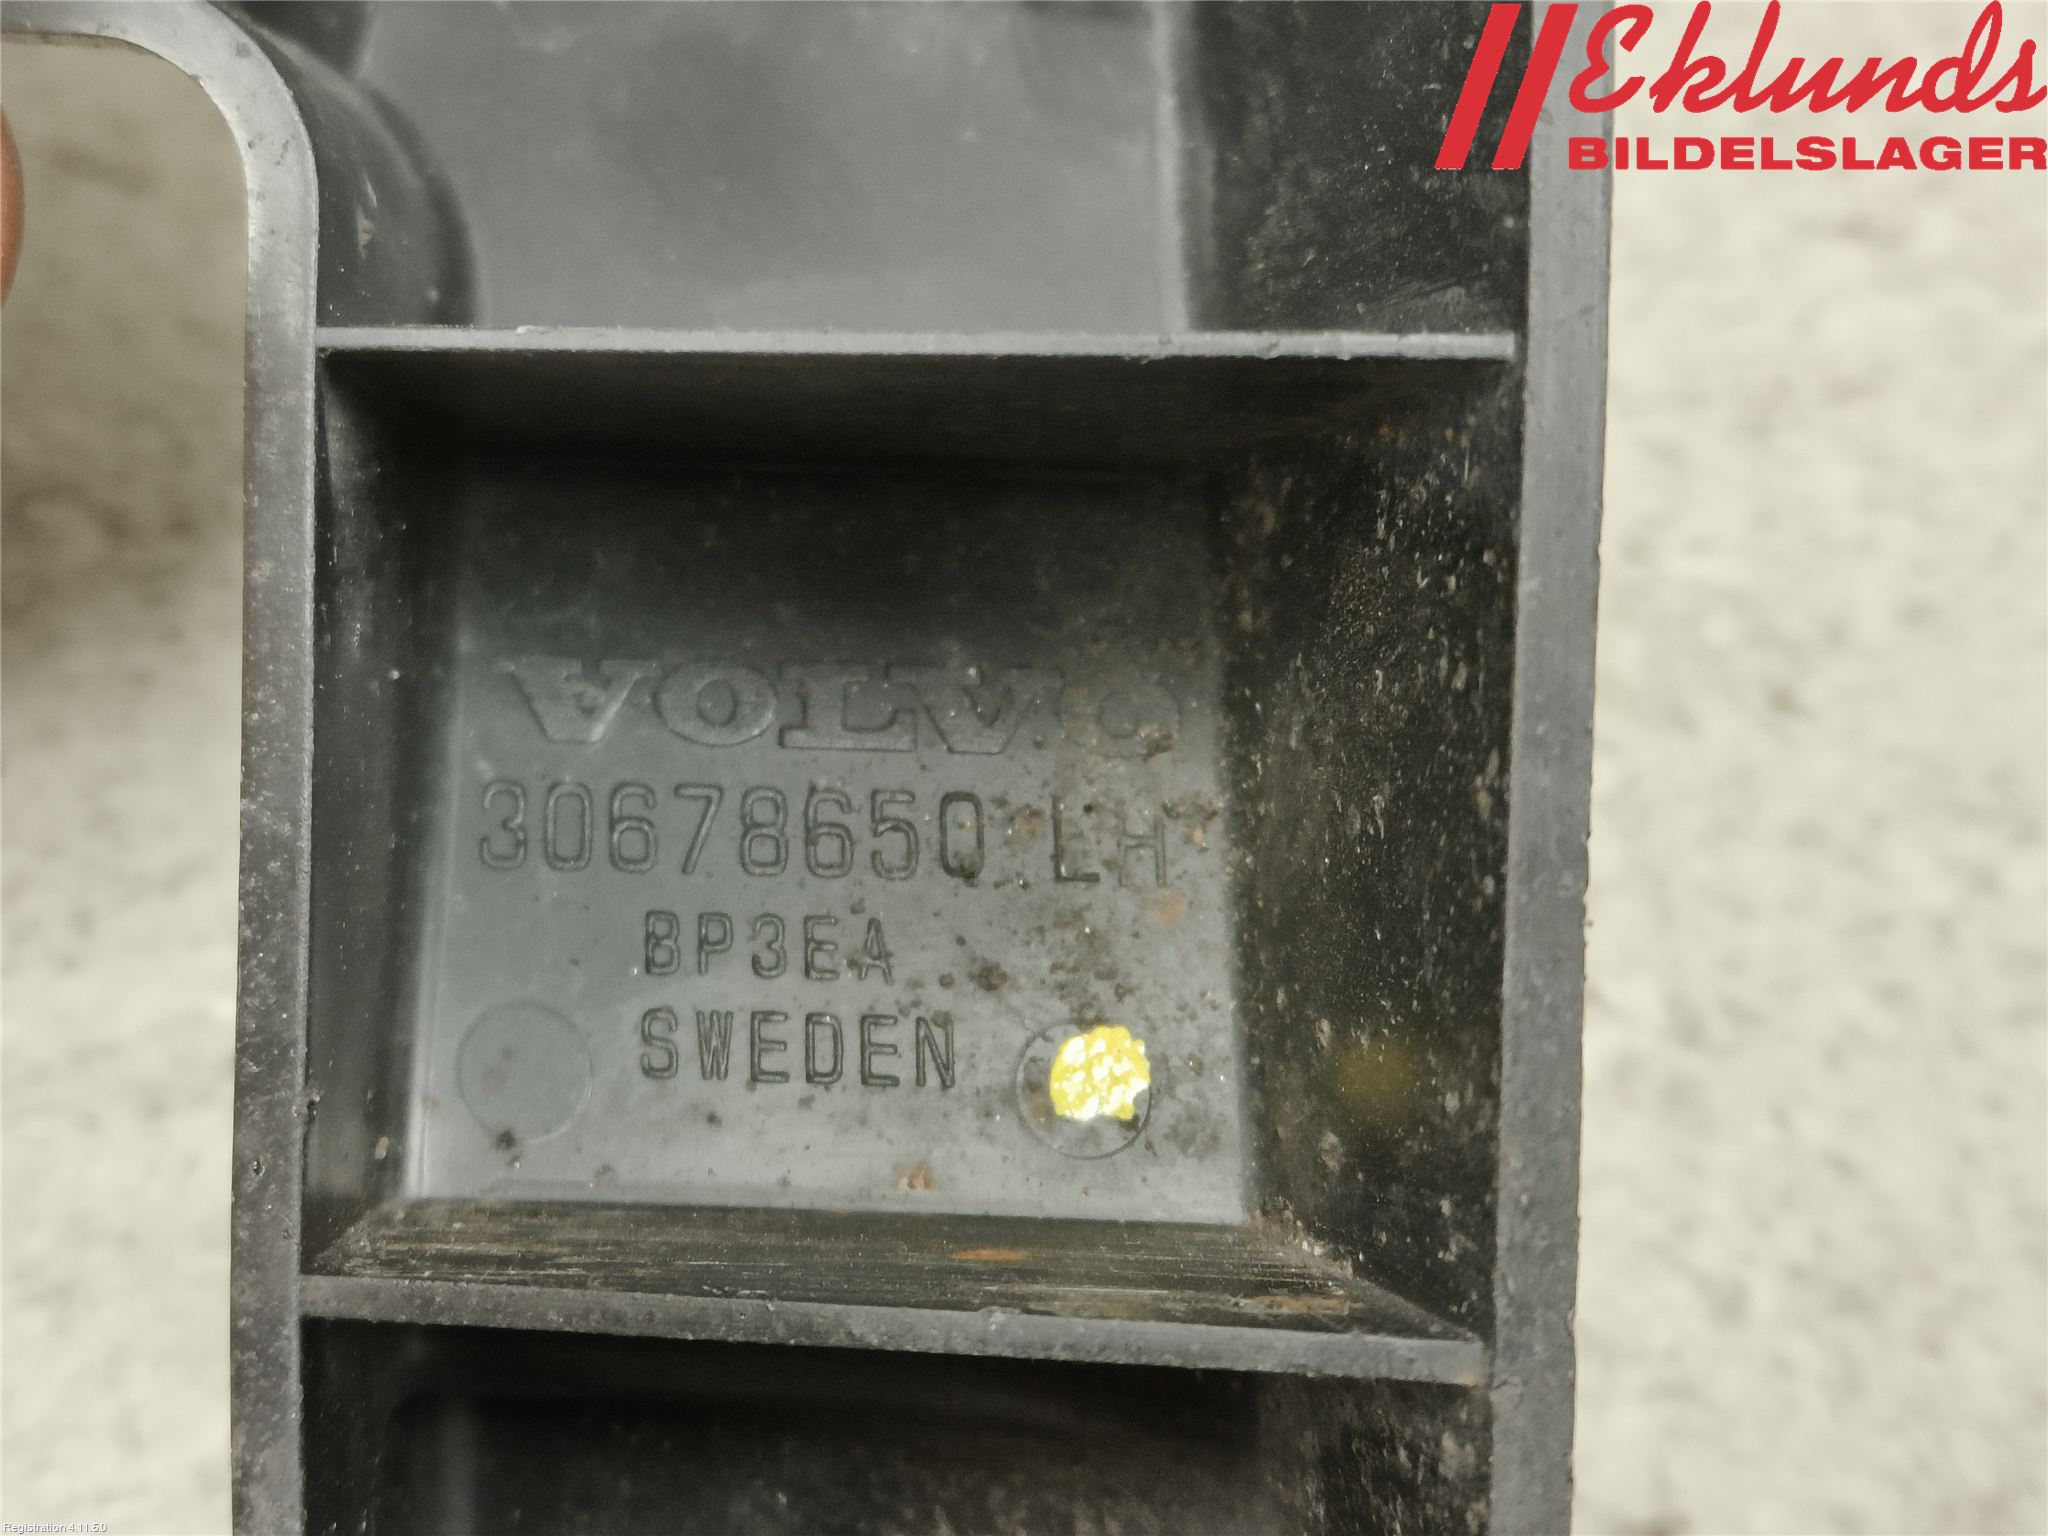 Eklunds
BILDELSLAGER
VOLVO
30678650 LH
BP3EA
SWEDEN
Registration 4.11.5.0